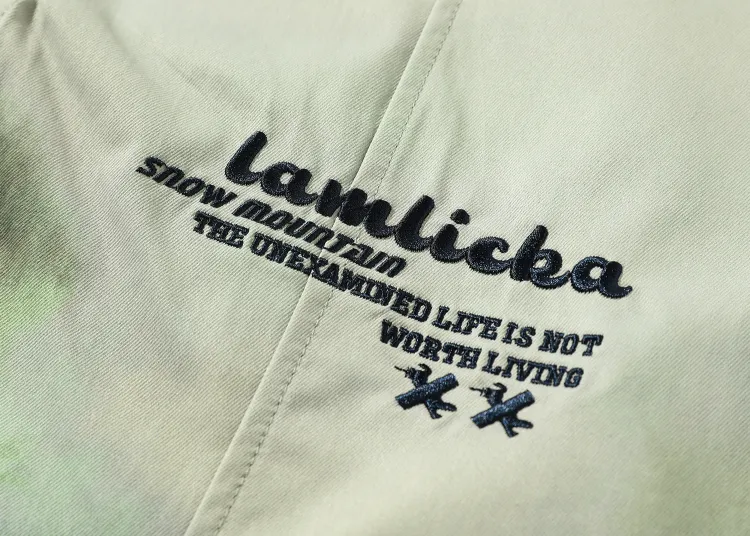 lamlicka
SNOW MOUNTAIN
THE UNEXAMINED LIFE IS NOT
WORTH LIVING